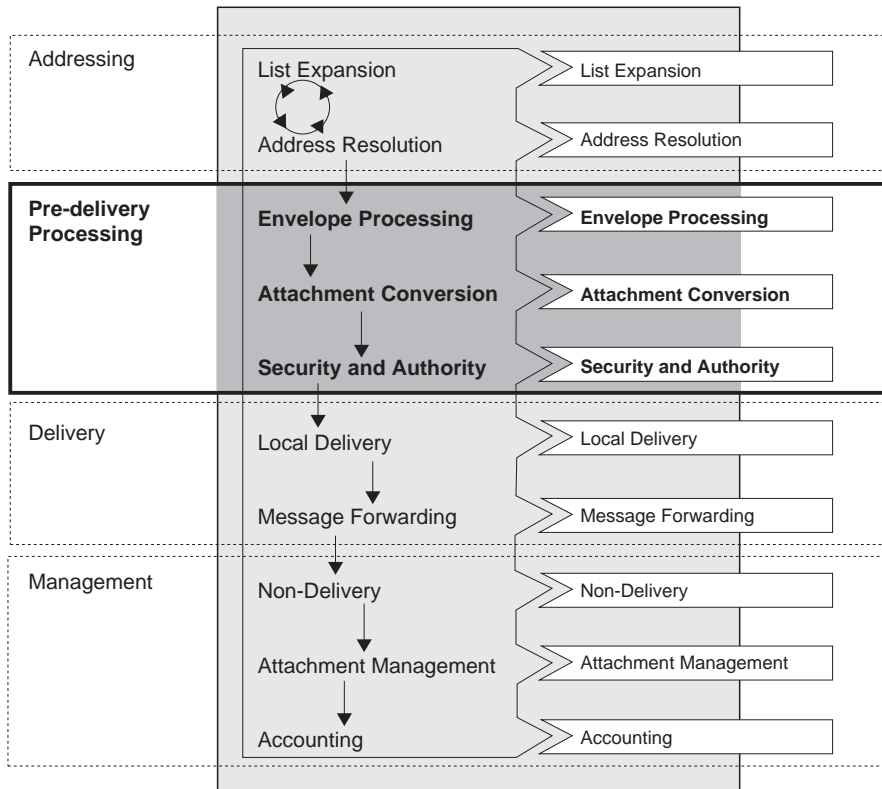 Addressing
List Expansion
List Expansion
Address Resolution
Address Resolution
Pre-delivery
Processing
Envelope Processing
Envelope Processing
Attachment Conversion
Attachment Conversion
Security and Authority
Security and Authority
Delivery
Local Delivery
Local Delivery
Message Forwarding
Message Forwarding
Management
Non-Delivery
Non-Delivery
Attachment Management
Attachment Management
Accounting
Accounting